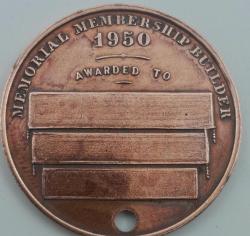 MEMORIAL MEMBERSHIP BUILDER
1950
AWARDED TO